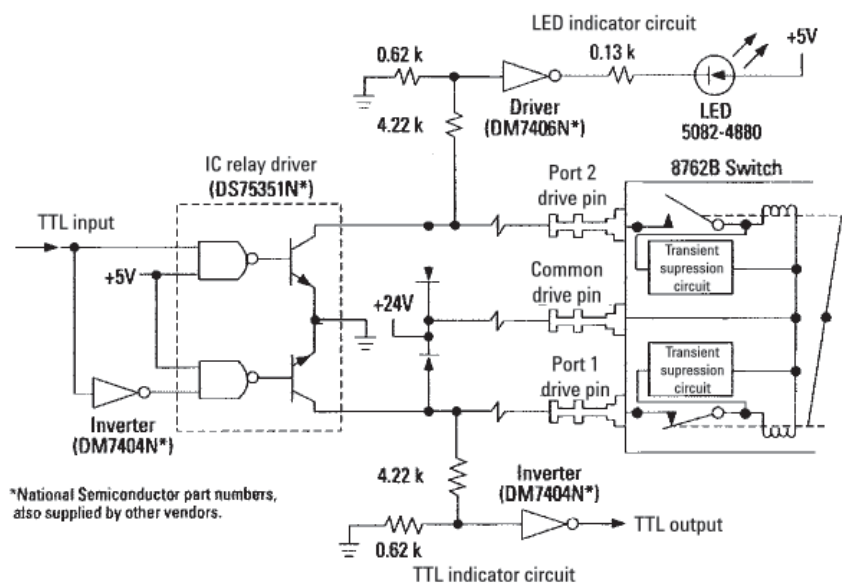 LED indicator circuit
+5V
0.62 k
0.13 k
Driver
(DM7406N*)
LED
5082-4880
4.22 k
IC relay driver
(DS75351N*)
Port 2
drive pin
8762B Switch
TTL input
Transient
supression
circuit
+5V
Common
drive pin
+24V
Transient
supression
circuit
Port 1
drive pin
Inverter
(DM7404N*)
4.22 k
Inverter
(DM7404N*)
*National Semiconductor part numbers,
also supplied by other vendors.
TTL output
0.62 k
TTL indicator circuit